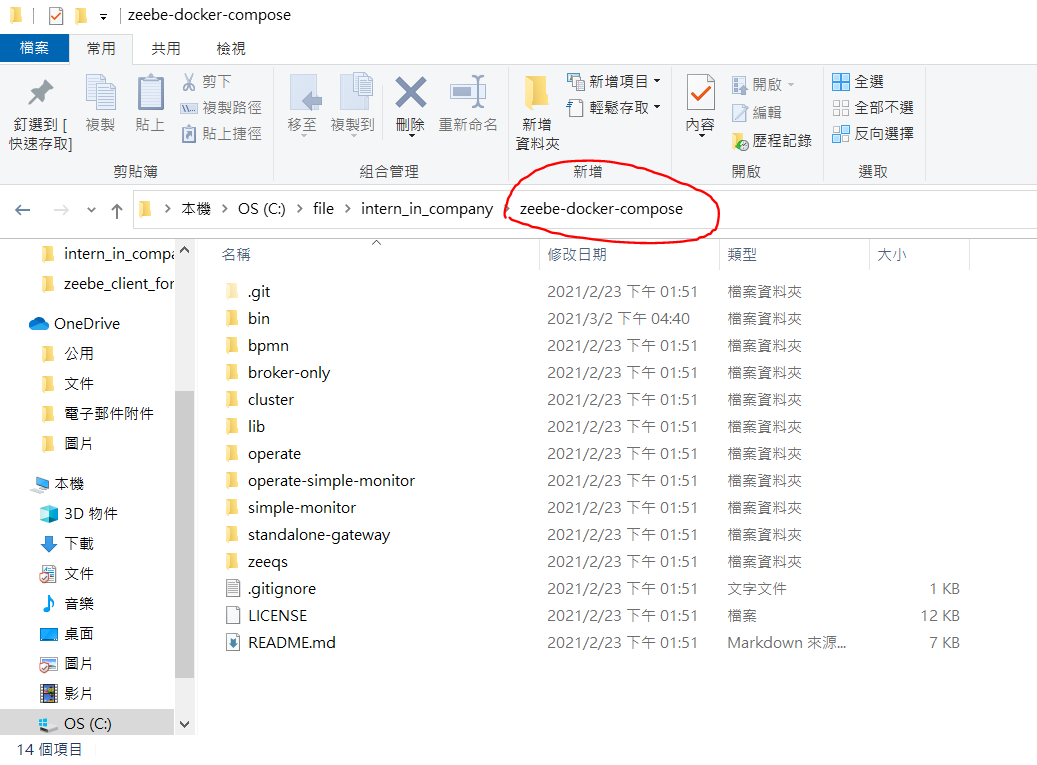 zeebe-docker-compose
檔案 常用 共用 檢視
釘選到 [
快速存取]
複製
貼上
剪下
複製路徑
貼上捷徑
剪貼簿
移至
複製到
刪除
重新命名
組合管理
新增
資料夾
新增項目
輕鬆存取
新增
內容
開啟
編輯
歷程記錄
開啟
全選
全部不選
反向選擇
選取
本機 > OS (C:) > file > intern_in_company > zeebe-docker-compose
intern_in_compa
zeebe_client_for
OneDrive
公用
文件
電子郵件附件
圖片
本機
3D 物件
下載
文件
音樂
桌面
圖片
影片
OS (C:)
名稱 修改日期 類型 大小
.git 2021/2/23 下午 01:51 檔案資料夾
bin 2021/3/2 下午 04:40 檔案資料夾
bpmn 2021/2/23 下午 01:51 檔案資料夾
broker-only 2021/2/23 下午 01:51 檔案資料夾
cluster 2021/2/23 下午 01:51 檔案資料夾
lib 2021/2/23 下午 01:51 檔案資料夾
operate 2021/2/23 下午 01:51 檔案資料夾
operate-simple-monitor 2021/2/23 下午 01:51 檔案資料夾
simple-monitor 2021/2/23 下午 01:51 檔案資料夾
standalone-gateway 2021/2/23 下午 01:51 檔案資料夾
zeeqs 2021/2/23 下午 01:51 檔案資料夾
.gitignore 2021/2/23 下午 01:51 文字文件 1 KB
LICENSE 2021/2/23 下午 01:51 檔案 12 KB
README.md 2021/2/23 下午 01:51 Markdown 來源... 7 KB
14 個項目